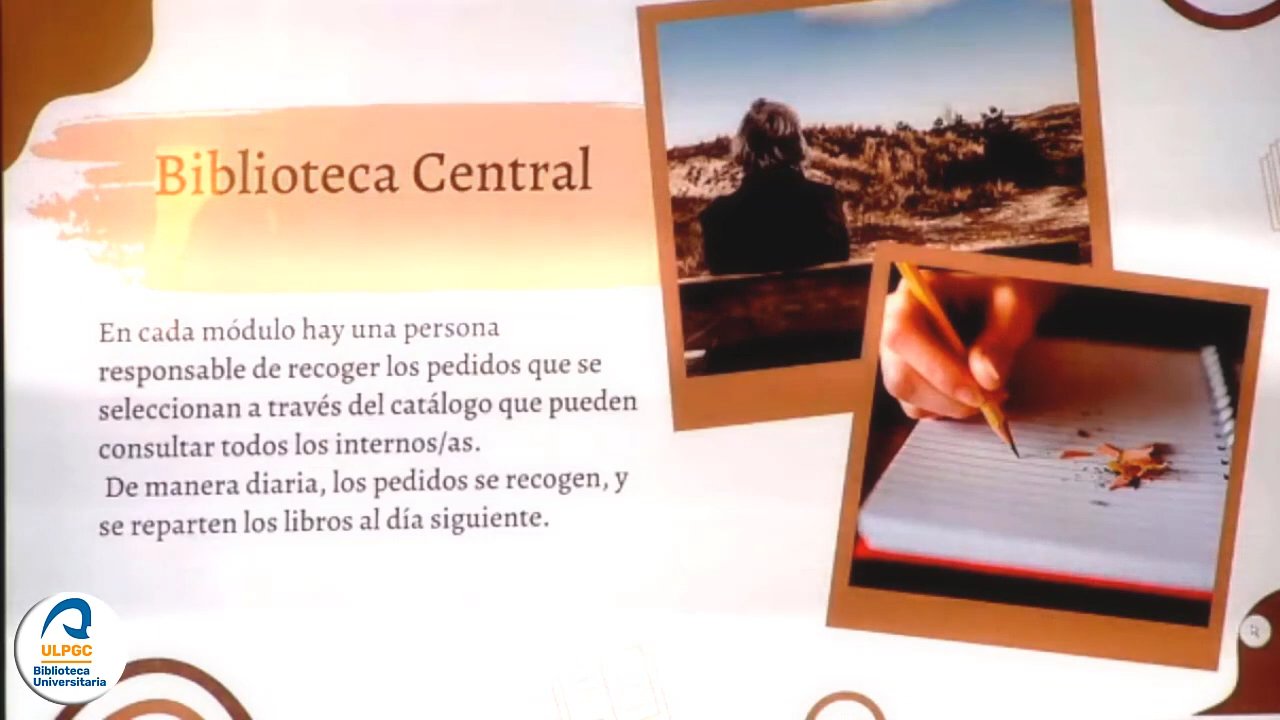 Biblioteca Central
En cada módulo hay una persona
responsable de recoger los pedidos que se
seleccionan a través del catálogo que pueden
consultar todos los internos/as.
De manera diaria, los pedidos se recogen, y
se reparten los libros al día siguiente.
ULPGC
Biblioteca
Universitaria